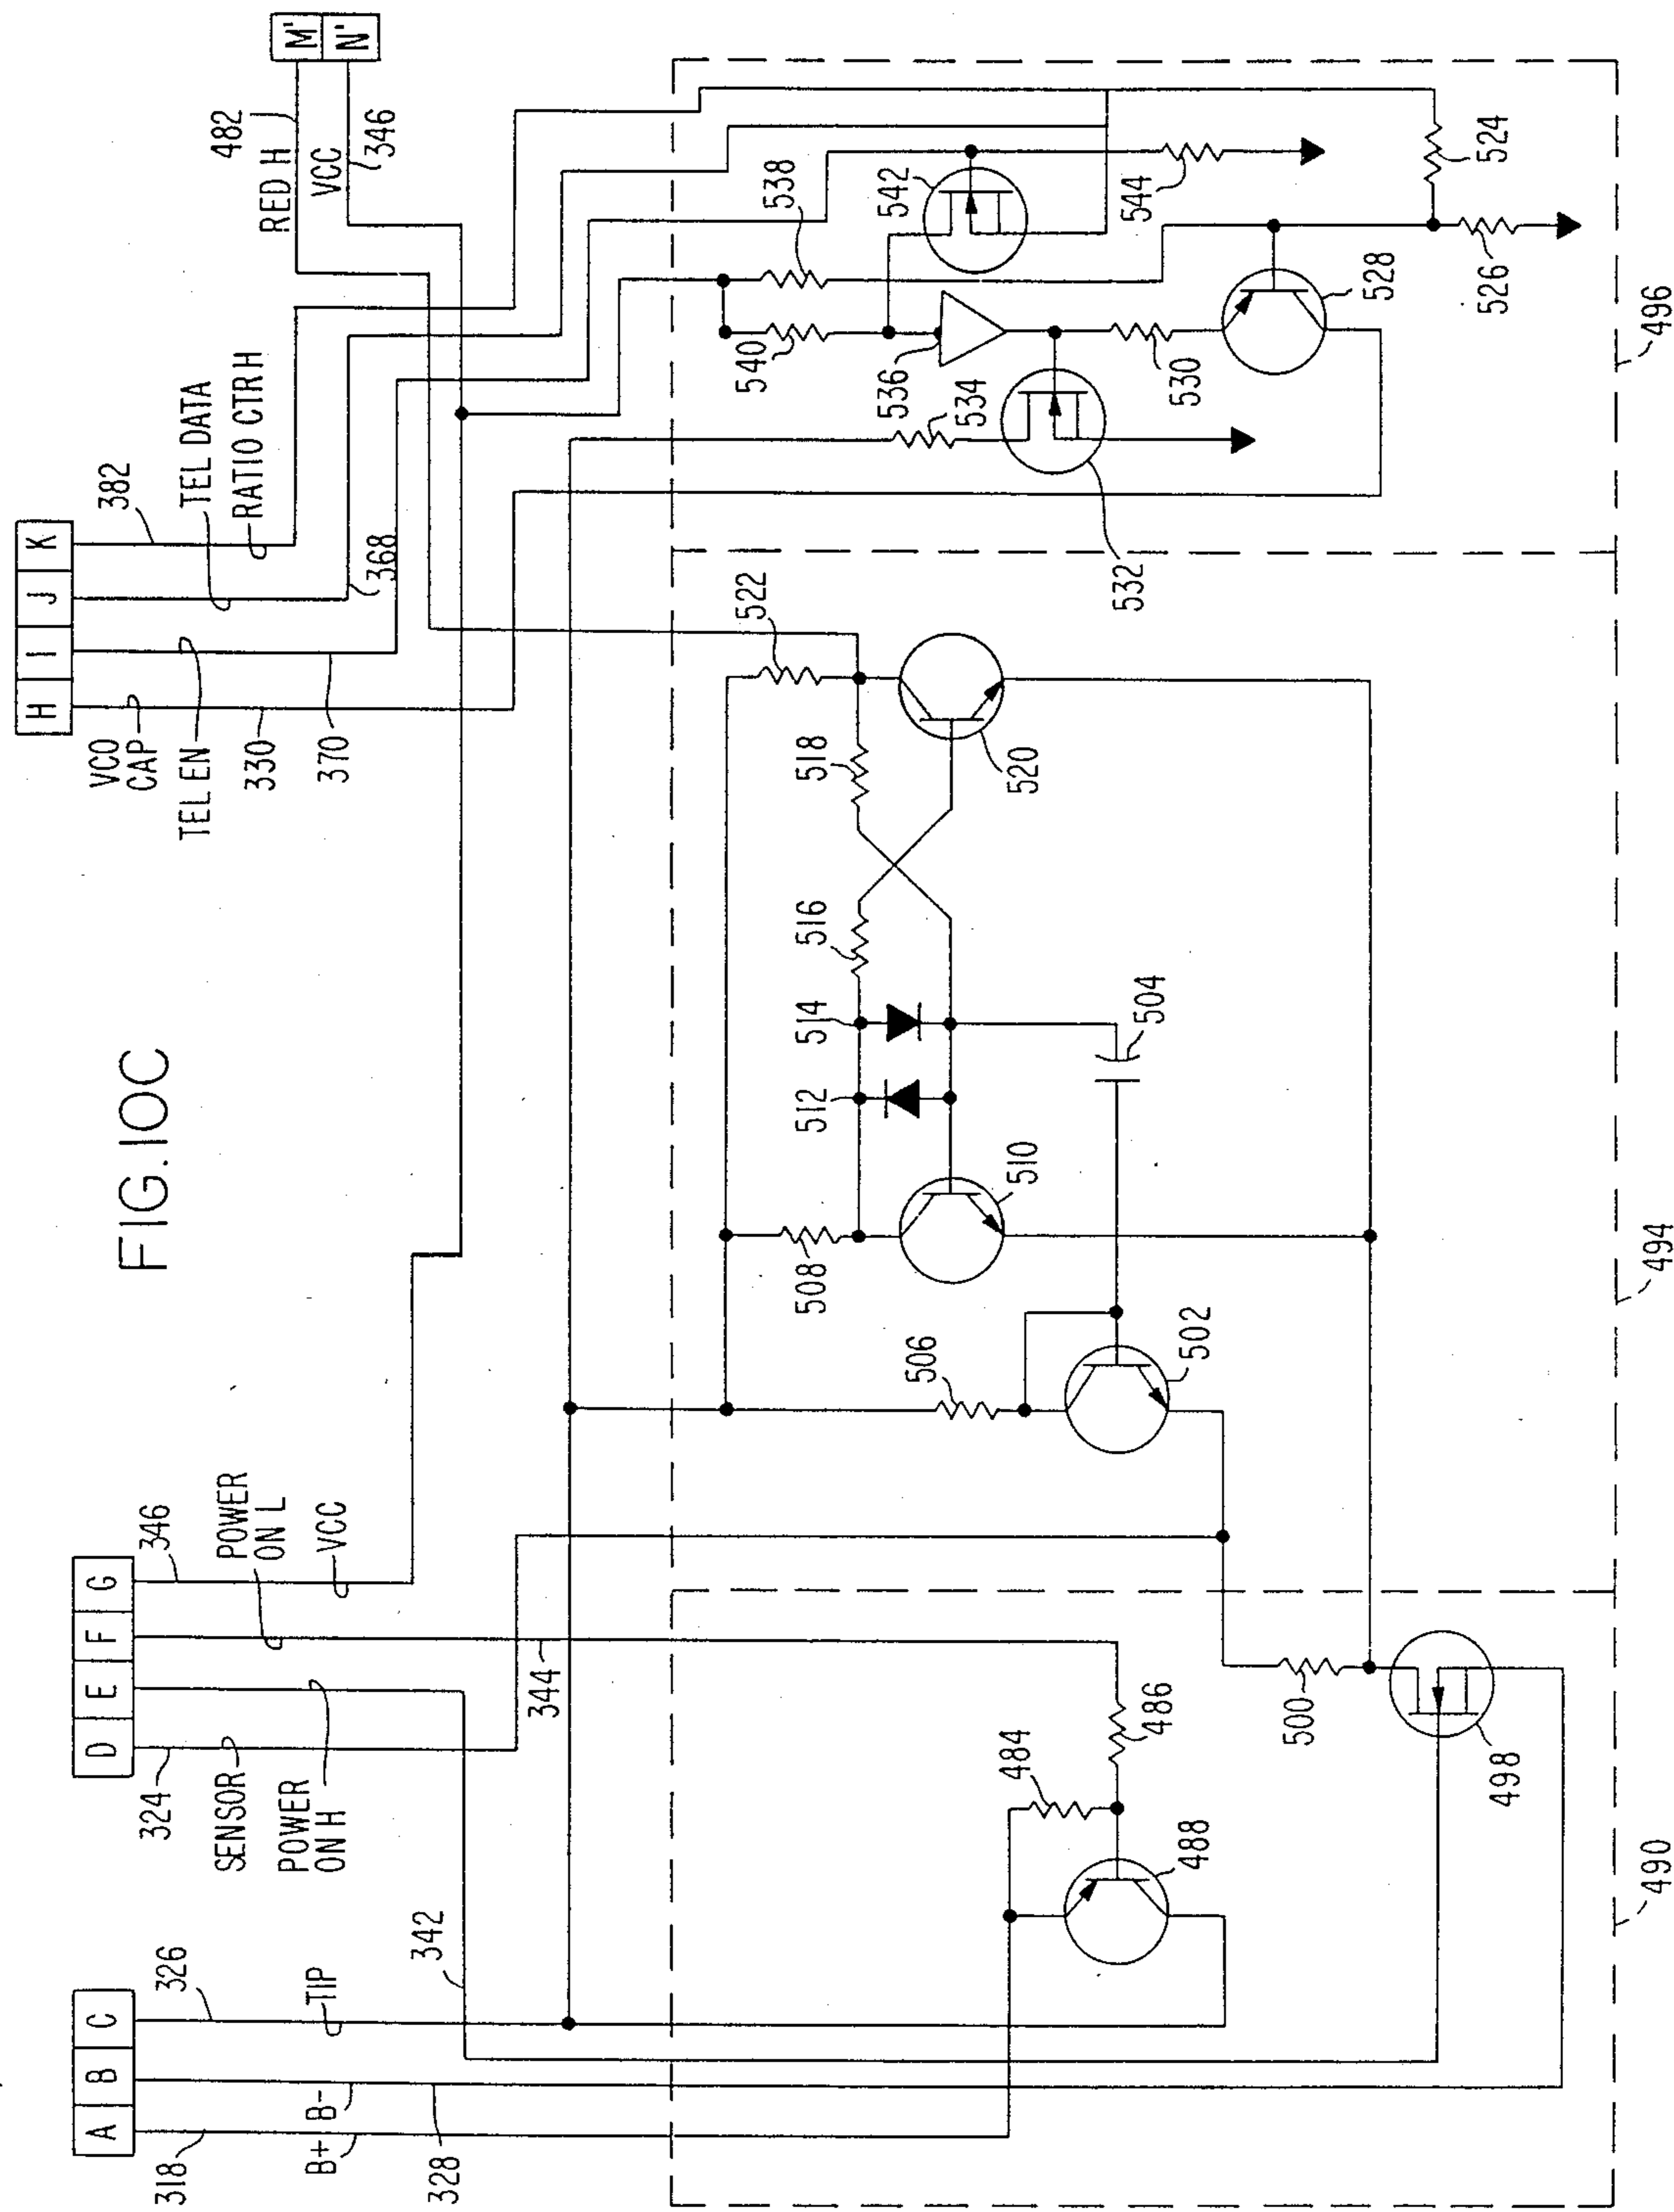 FIG. 10C
A B C
D E F G
H I J K
M' N'
318
B+
B-
328
326
TIP
342
324
SENSOR
POWER
ON H
344
346
POWER
ON L
VCC
VCO
CAP
330
TEL EN
370
368
382
TEL DATA
RATIO CTR H
482
RED H
VCC
346
484
486
488
490
498
500
502
506
508
510
512
514
504
516
518
520
522
494
532
534
536
540
538
542
544
530
528
524
526
496